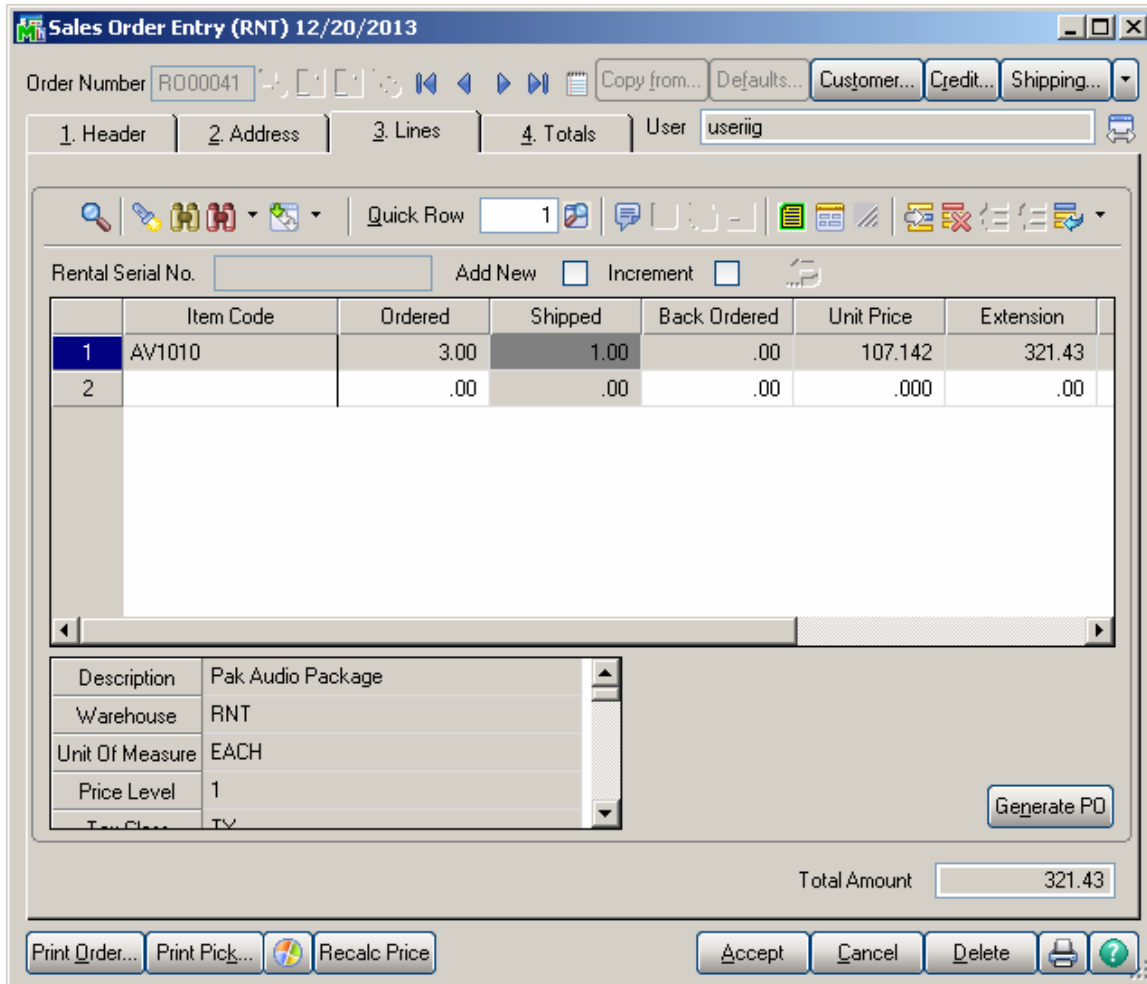 Sales Order Entry (RNT) 12/20/2013
Order Number RO00041 Copy from... Defaults... Customer... Credit... Shipping...
1. Header 2. Address 3. Lines 4. Totals User useriig
Quick Row 1
Rental Serial No. Add New Increment
Item Code Ordered Shipped Back Ordered Unit Price Extension
1 AV1010 3.00 1.00 .00 107.142 321.43
2 .00 .00 .00 .000 .00
Description Pak Audio Package
Warehouse RNT
Unit Of Measure EACH
Price Level 1
Tax Class TX
Generate PO
Total Amount 321.43
Print Order... Print Pick... Recalc Price Accept Cancel Delete